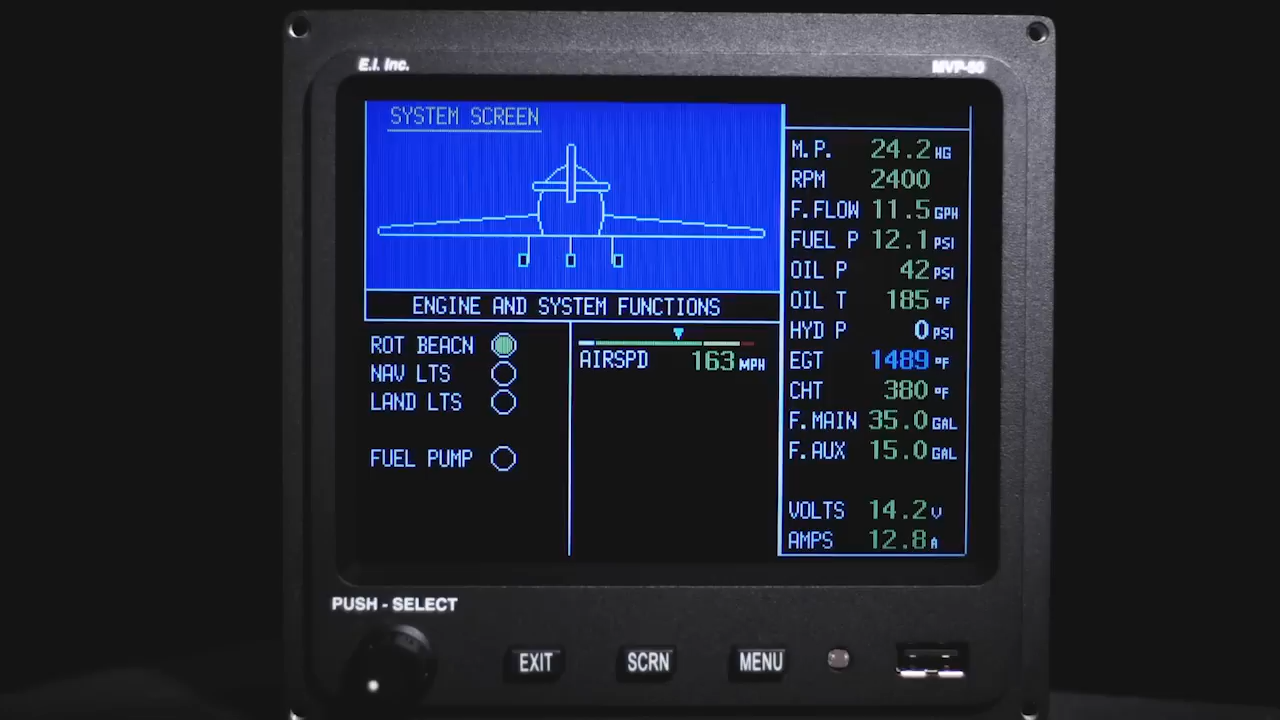 E.I. Inc.
MVP-50
SYSTEM SCREEN
ENGINE AND SYSTEM FUNCTIONS
ROT BEACN
NAV LTS
LAND LTS
FUEL PUMP
AIRSPD 163 MPH
M.P. 24.2 HG
RPM 2400
F.FLOW 11.5 GPH
FUEL P 12.1 PSI
OIL P 42 PSI
OIL T 185 °F
HYD P 0 PSI
EGT 1489 °F
CHT 380 °F
F.MAIN 35.0 GAL
F.AUX 15.0 GAL
VOLTS 14.2 V
AMPS 12.8 A
PUSH - SELECT
EXIT
SCRN
MENU